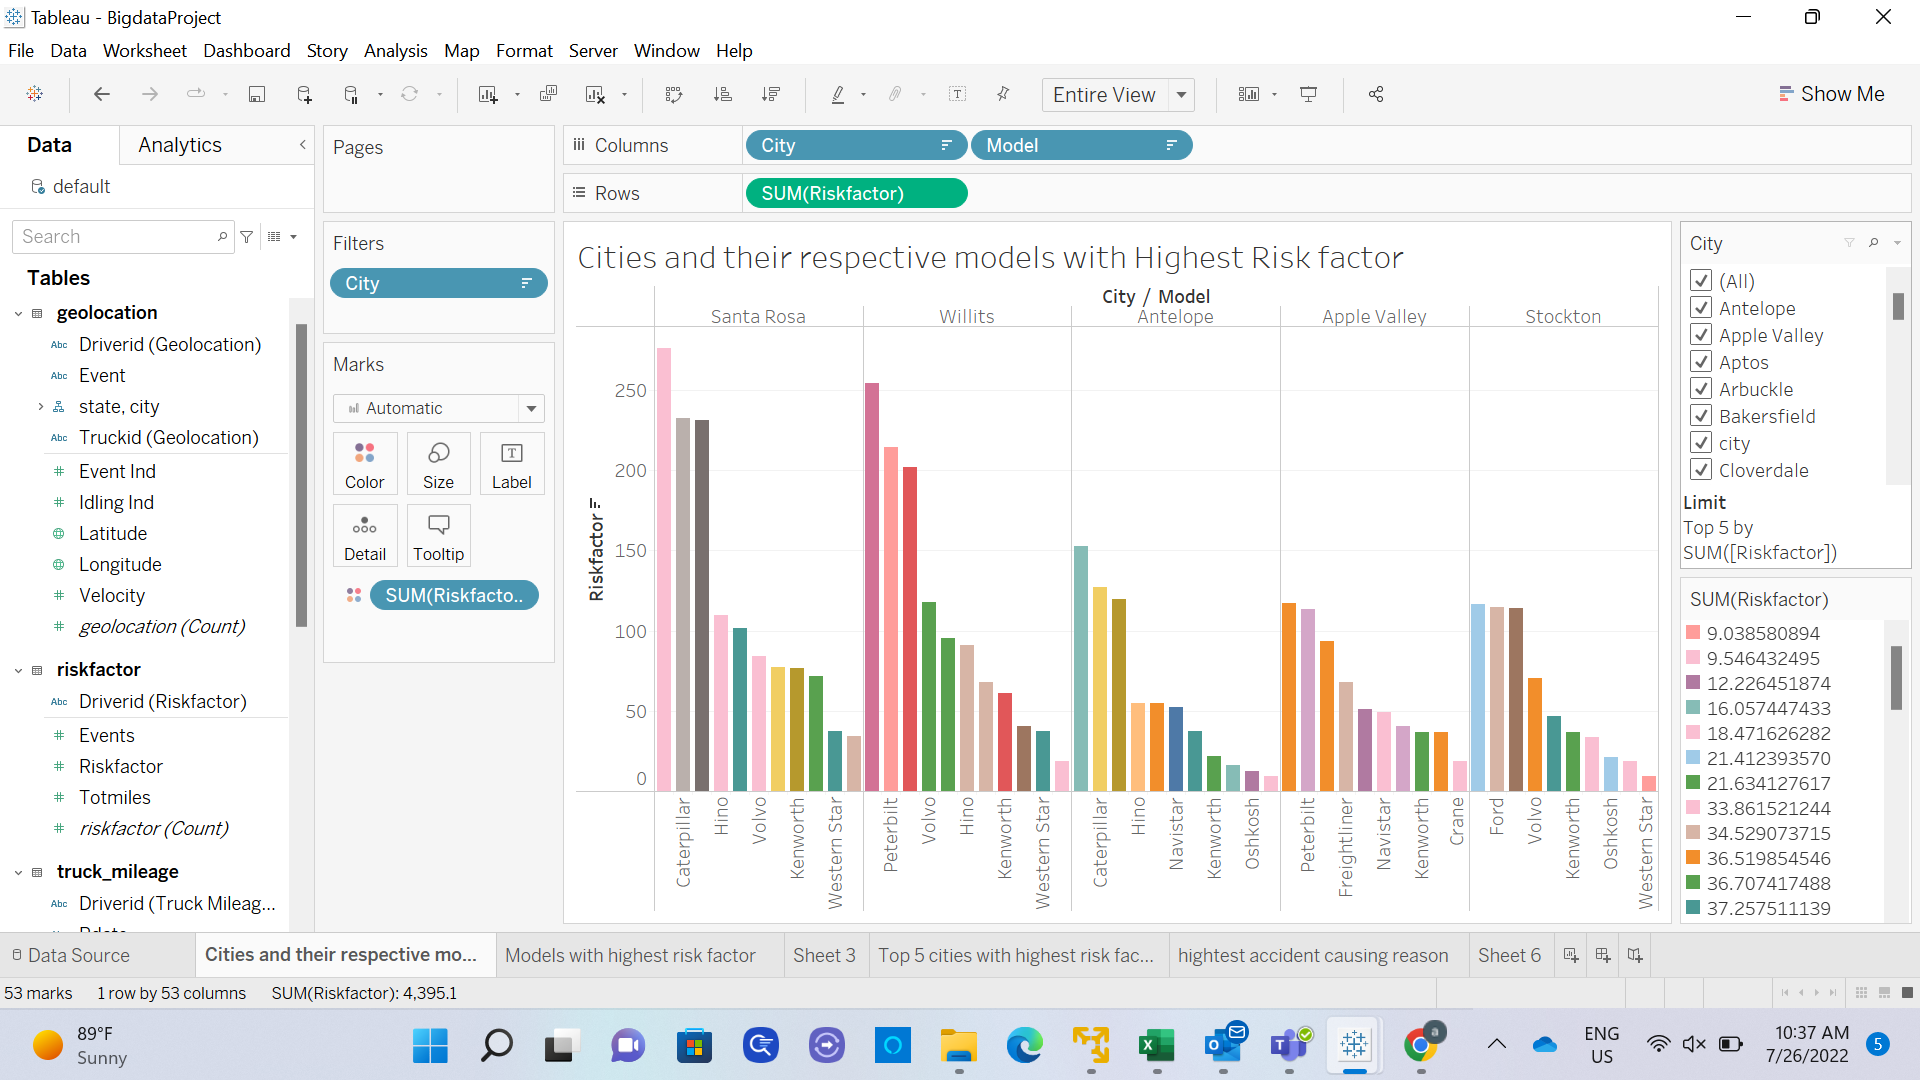 Tableau - BigdataProject
File Data Worksheet Dashboard Story Analysis Map Format Server Window Help
Entire View
Show Me
Data
Analytics
default
Search
Tables
geolocation
Abc Driverid (Geolocation)
Abc Event
state, city
Abc Truckid (Geolocation)
# Event Ind
# Idling Ind
Latitude
Longitude
# Velocity
# geolocation (Count)
riskfactor
Abc Driverid (Riskfactor)
# Events
# Riskfactor
# Totmiles
# riskfactor (Count)
truck_mileage
Abc Driverid (Truck Mileag...
Pages
Filters
City
Marks
Automatic
Color
Size
Label
Detail
Tooltip
SUM(Riskfacto..
Columns
City
Model
Rows
SUM(Riskfactor)
Cities and their respective models with Highest Risk factor
City / Model
Santa Rosa
Willits
Antelope
Apple Valley
Stockton
Riskfactor
250
200
150
100
50
0
Caterpillar
Hino
Volvo
Kenworth
Western Star
Peterbilt
Volvo
Hino
Kenworth
Western Star
Caterpillar
Hino
Navistar
Kenworth
Oshkosh
Peterbilt
Freightliner
Navistar
Kenworth
Crane
Ford
Volvo
Kenworth
Oshkosh
Western Star
City
(All)
Antelope
Apple Valley
Aptos
Arbuckle
Bakersfield
city
Cloverdale
Limit
Top 5 by
SUM([Riskfactor])
SUM(Riskfactor)
9.038580894
9.546432495
12.226451874
16.057447433
18.471626282
21.412393570
21.634127617
33.861521244
34.529073715
36.519854546
36.707417488
37.257511139
Data Source
Cities and their respective mo...
Models with highest risk factor
Sheet 3
Top 5 cities with highest risk fac...
hightest accident causing reason
Sheet 6
53 marks
1 row by 53 columns
SUM(Riskfactor): 4,395.1
89°F
Sunny
a
ENG
US
10:37 AM
7/26/2022
5